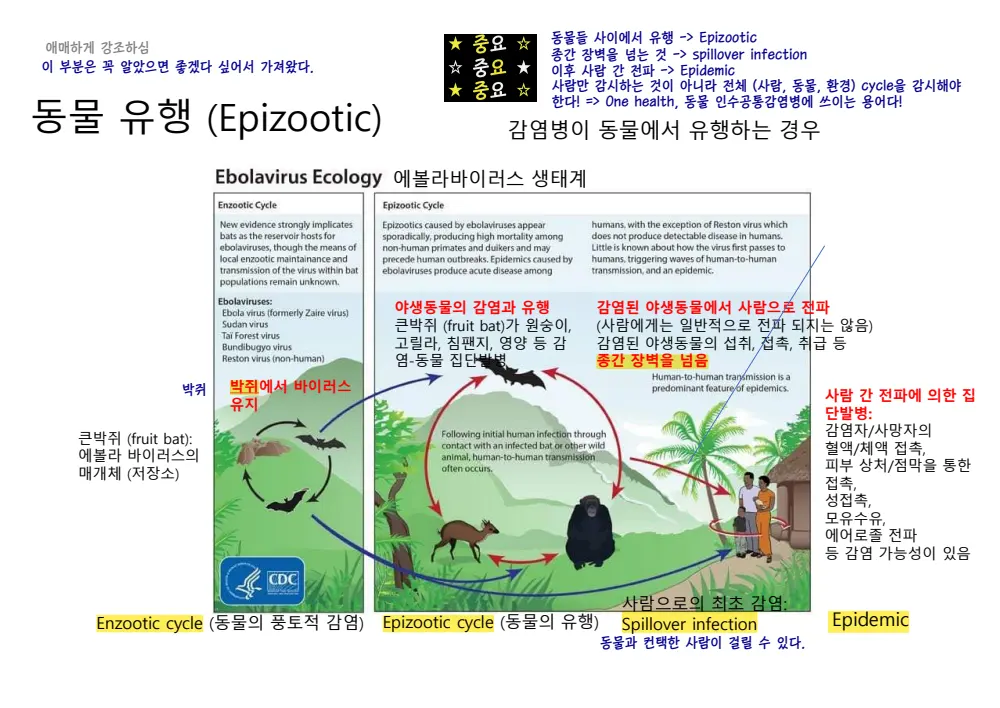 애매하게 강조하심
이 부분은 꼭 알았으면 좋겠다 싶어서 가져왔다.
★ 중요 ☆
☆ 중요 ★
★ 중요 ☆
동물들 사이에서 유행 -> Epizootic
종간 장벽을 넘는 것 -> spillover infection
이후 사람 간 전파 -> Epidemic
사람만 감시하는 것이 아니라 전체 (사람, 동물, 환경) cycle을 감시해야
한다! => One health, 동물 인수공통감염병에 쓰이는 용어다!
동물 유행 (Epizootic)
감염병이 동물에서 유행하는 경우
Ebolavirus Ecology 에볼라바이러스 생태계
Enzootic Cycle
New evidence strongly implicates
bats as the reservoir hosts for
ebolaviruses, though the means of
local enzootic maintainance and
transmission of the virus within bat
populations remain unknown.
Ebolaviruses:
Ebola virus (formerly Zaire virus)
Sudan virus
Taï Forest virus
Bundibugyo virus
Reston virus (non-human)
Epizootic Cycle
Epizootics caused by ebolaviruses appear
sporadically, producing high mortality among
non-human primates and duikers and may
precede human outbreaks. Epidemics caused by
ebolaviruses produce acute disease among
humans, with the exception of Reston virus which
does not produce detectable disease in humans.
Little is known about how the virus first passes to
humans, triggering waves of human-to-human
transmission, and an epidemic.
야생동물의 감염과 유행
큰박쥐 (fruit bat)가 원숭이,
고릴라, 침팬지, 영양 등 감
염-동물 집단발병
감염된 야생동물에서 사람으로 전파
(사람에게는 일반적으로 전파 되지는 않음)
감염된 야생동물의 섭취, 접촉, 취급 등
종간 장벽을 넘음
Human-to-human transmission is a
predominant feature of epidemics.
박쥐
박쥐에서 바이러스
유지
큰박쥐 (fruit bat):
에볼라 바이러스의
매개체 (저장소)
Following initial human infection through
contact with an infected bat or other wild
animal, human-to-human transmission
often occurs.
사람 간 전파에 의한 집
단발병:
감염자/사망자의
혈액/체액 접촉,
피부 상처/점막을 통한
접촉,
성접촉,
모유수유,
에어로졸 전파
등 감염 가능성이 있음
CDC
Enzootic cycle (동물의 풍토적 감염)
Epizootic cycle (동물의 유행)
사람으로의 최초 감염:
Spillover infection
동물과 컨택한 사람이 걸릴 수 있다.
Epidemic